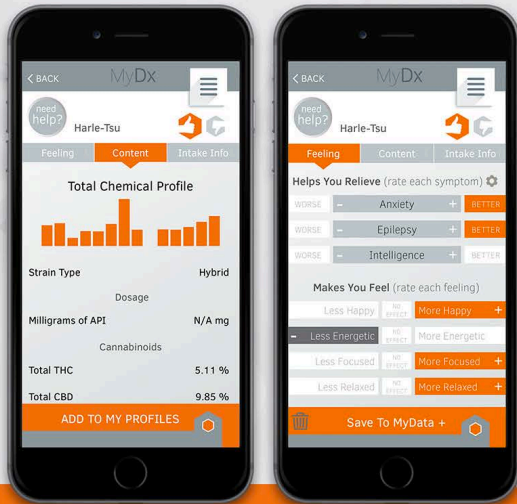 BACK
MyDx
need
help?
Harle-Tsu
Feeling
Content
Intake Info
Total Chemical Profile
Strain Type
Hybrid
Dosage
Milligrams of API
N/A mg
Cannabinoids
Total THC
5.11 %
Total CBD
9.85 %
ADD TO MY PROFILES
BACK
MyDx
need
help?
Harle-Tsu
Feeling
Content
Intake Info
Helps You Relieve (rate each symptom)
WORSE - Anxiety + BETTER
WORSE - Epilepsy + BETTER
WORSE - Intelligence + BETTER
Makes You Feel (rate each feeling)
Less Happy NO EFFECT More Happy +
- Less Energetic NO EFFECT More Energetic
Less Focused NO EFFECT More Focused +
Less Relaxed NO EFFECT More Relaxed +
Save To MyData +